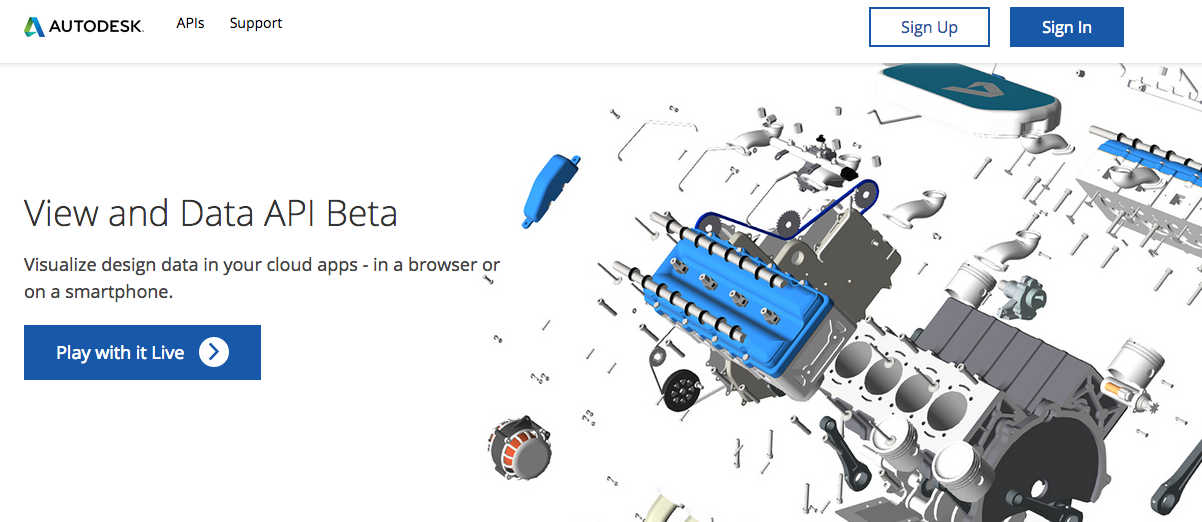 AUTODESK.
APIs
Support
Sign Up
Sign In
View and Data API Beta
Visualize design data in your cloud apps - in a browser or
on a smartphone.
Play with it Live